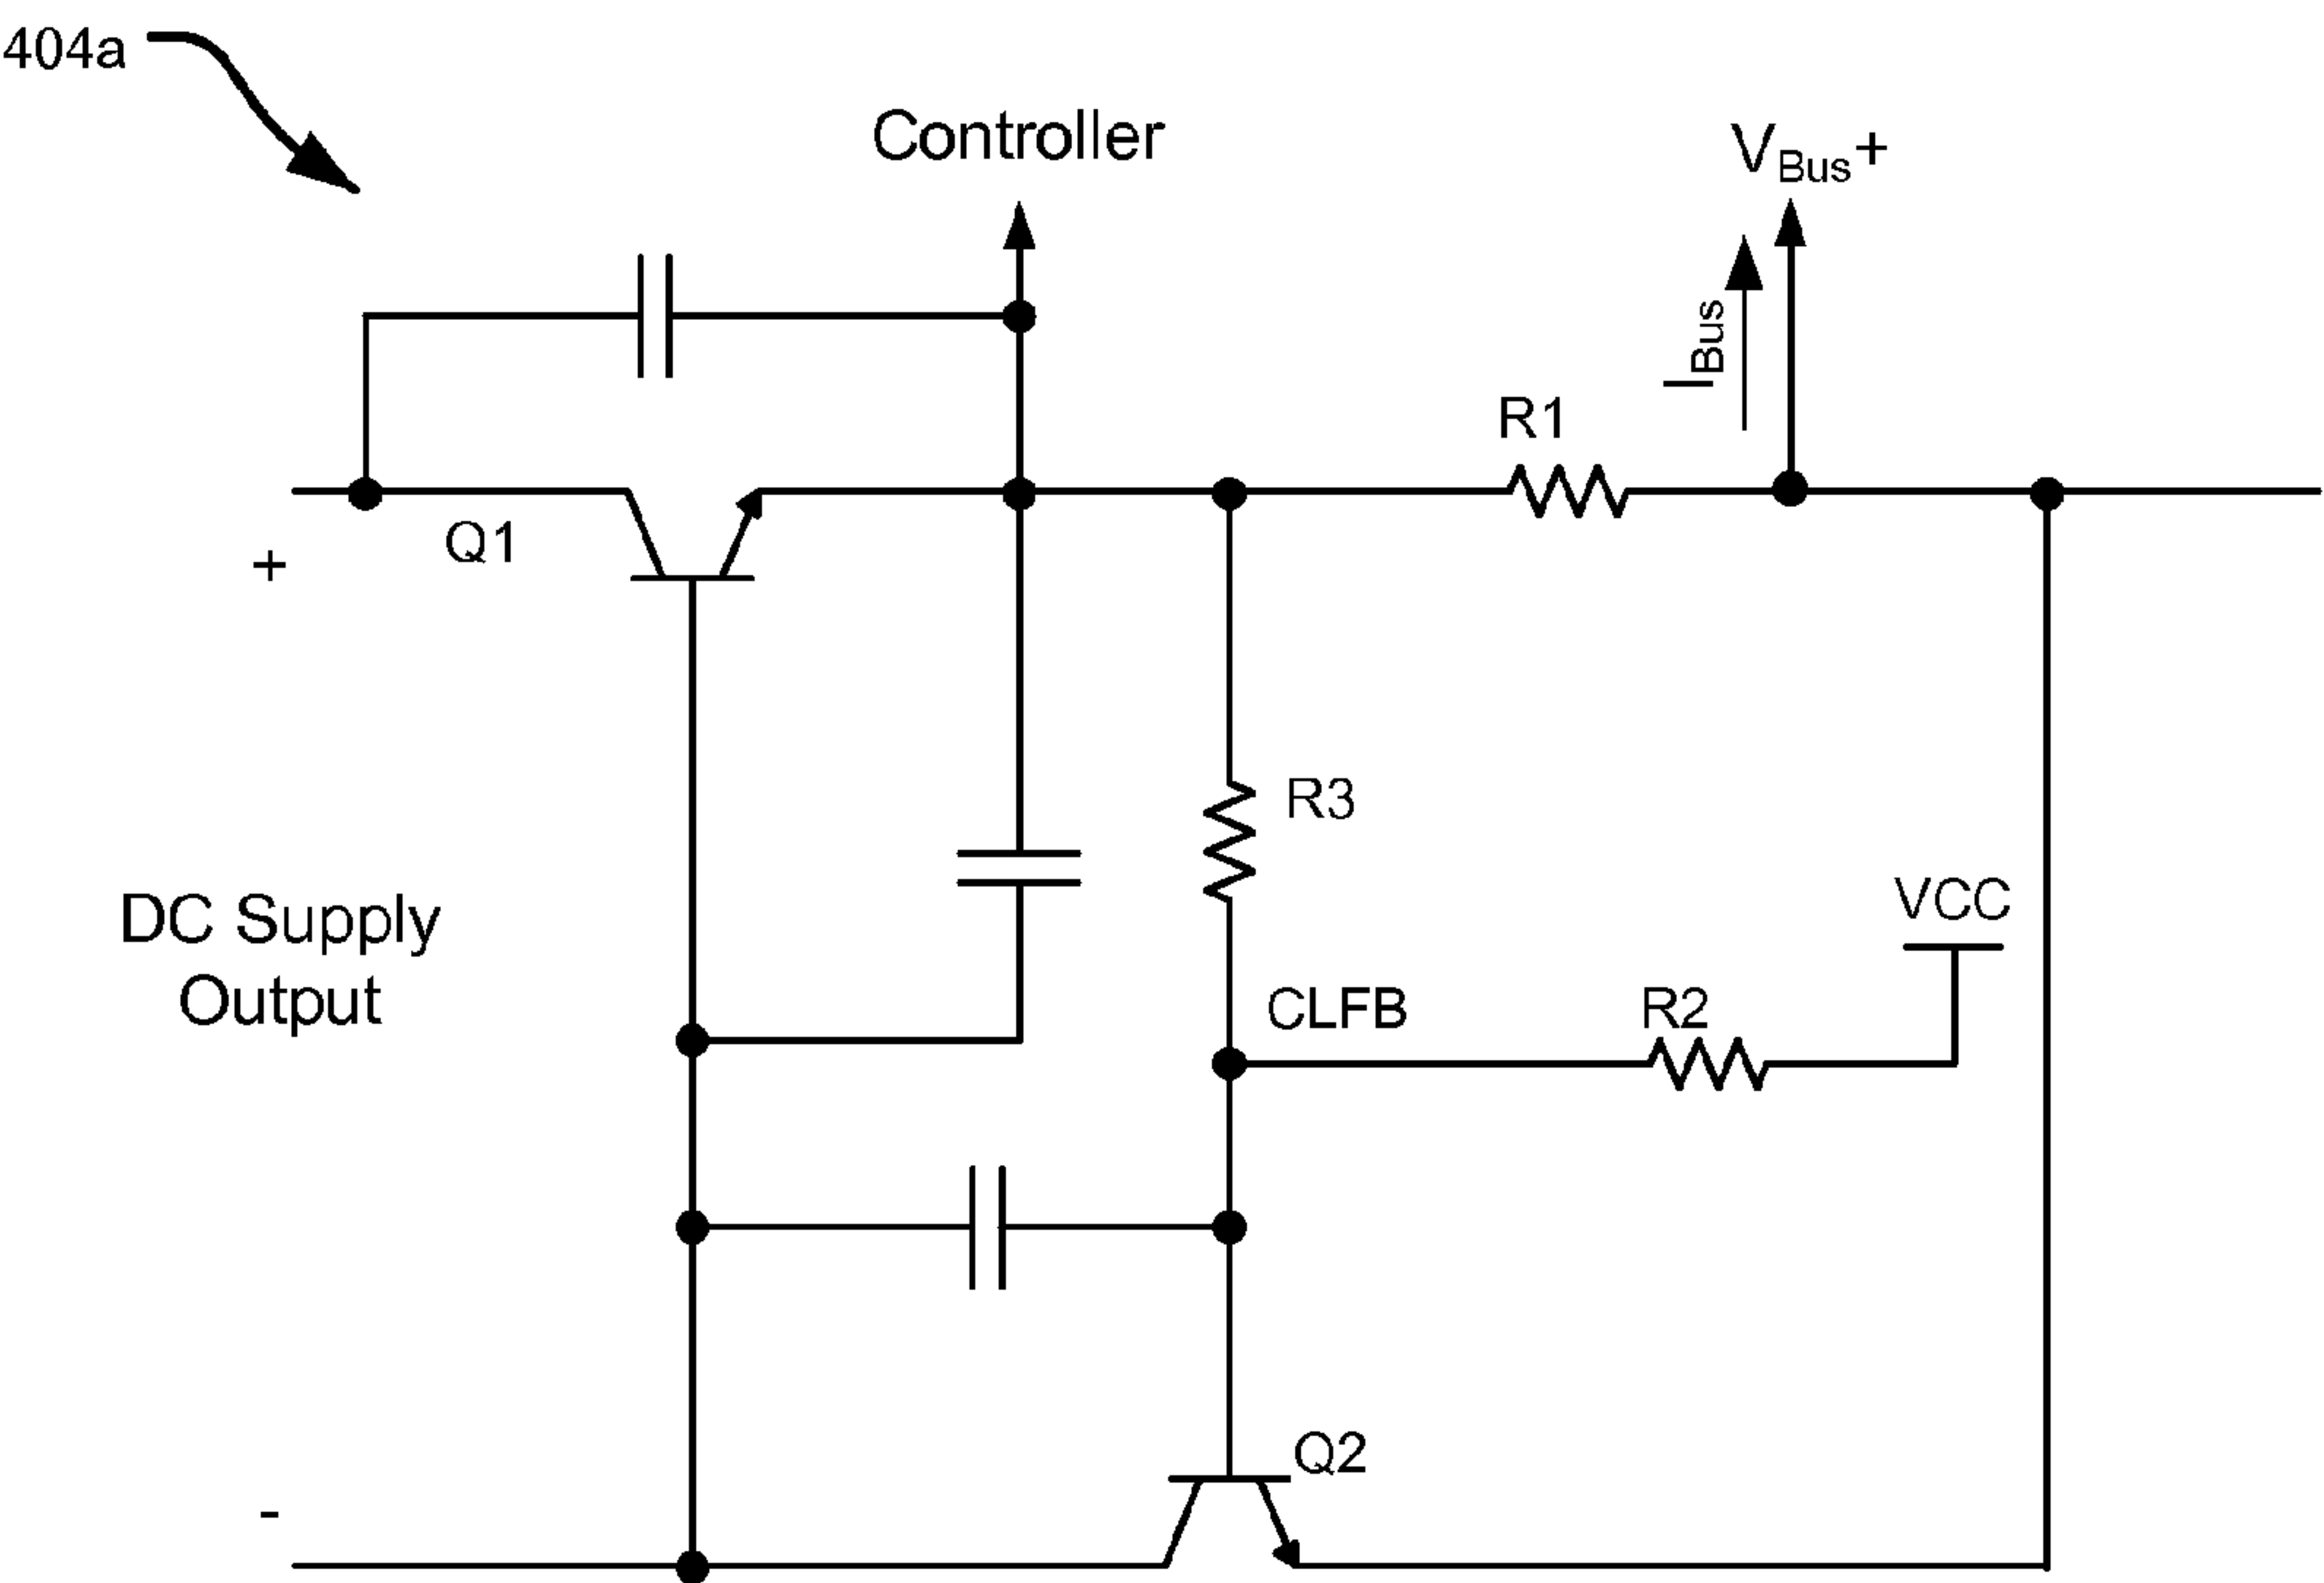 404a
Controller
VBus+
IBus
R1
Q1
+
R3
DC Supply
Output
VCC
CLFB
R2
Q2
-